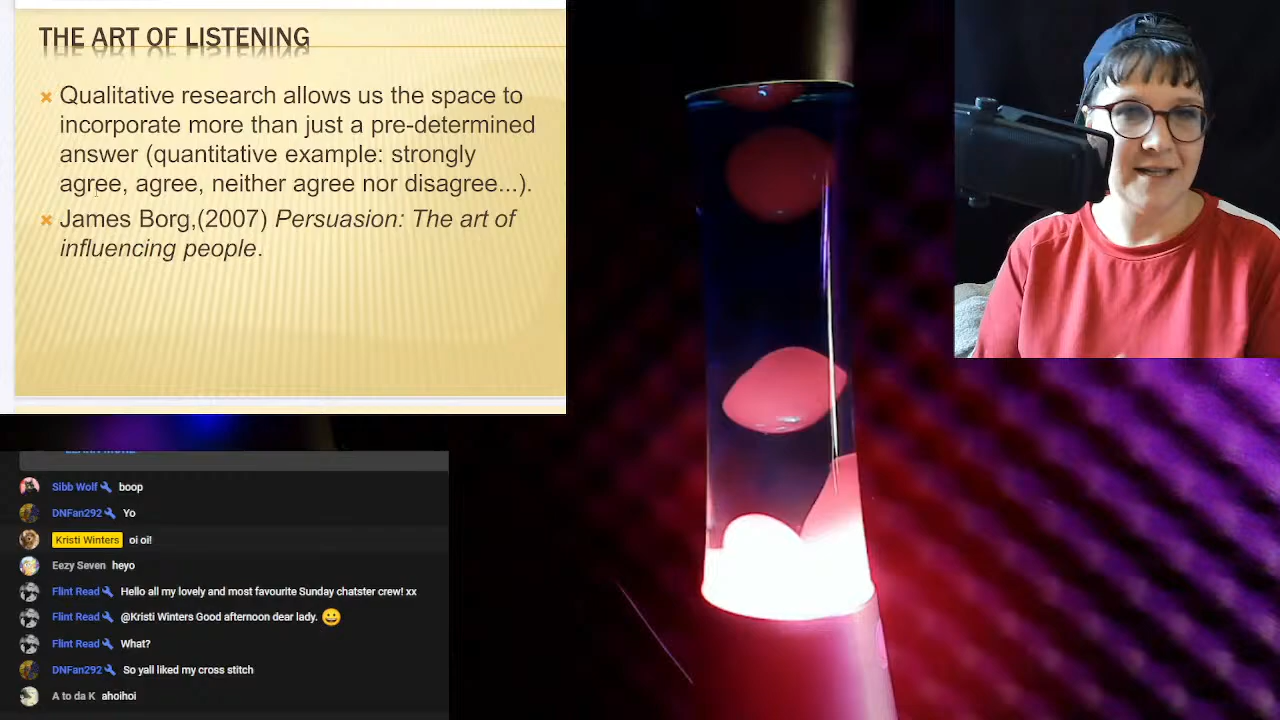 THE ART OF LISTENING
Qualitative research allows us the space to
incorporate more than just a pre-determined
answer (quantitative example: strongly
agree, agree, neither agree nor disagree...).
James Borg,(2007) Persuasion: The art of
influencing people.
Sibb Wolf boop
DNFan292 Yo
Kristi Winters oi oi!
Eezy Seven heyo
Flint Read Hello all my lovely and most favourite Sunday chatster crew! xx
Flint Read @Kristi Winters Good afternoon dear lady. 😀
Flint Read What?
DNFan292 So yall liked my cross stitch
A to da K ahoihoi